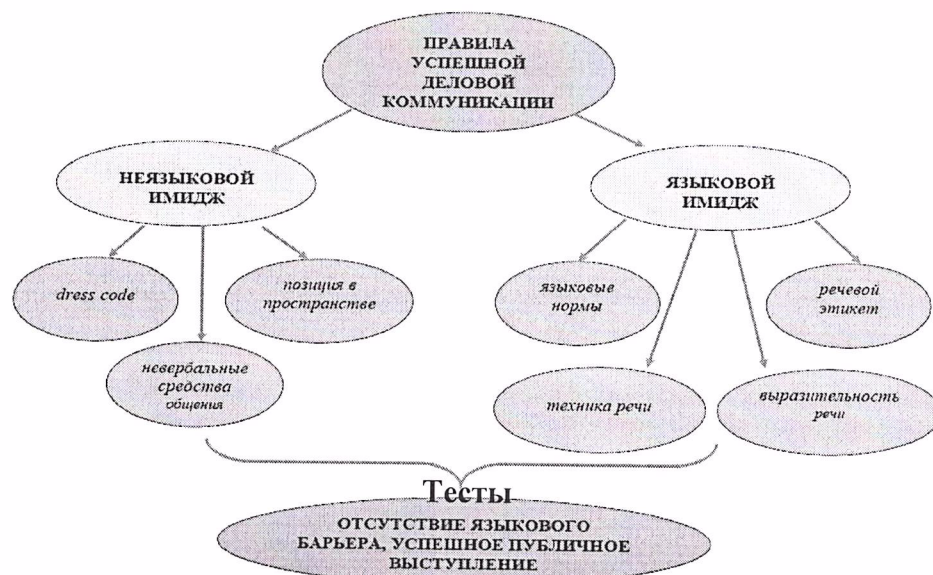 ПРАВИЛА
УСПЕШНОЙ
ДЕЛОВОЙ
КОММУНИКАЦИИ
НЕЯЗЫКОВОЙ
ИМИДЖ
ЯЗЫКОВОЙ
ИМИДЖ
dress code
позиция в
пространстве
языковые
нормы
речевой
этикет
невербальные
средства
общения
техника речи
выразительность
речи
Тесты
ОТСУТСТВИЕ ЯЗЫКОВОГО
БАРЬЕРА, УСПЕШНОЕ ПУБЛИЧНОЕ
ВЫСТУПЛЕНИЕ